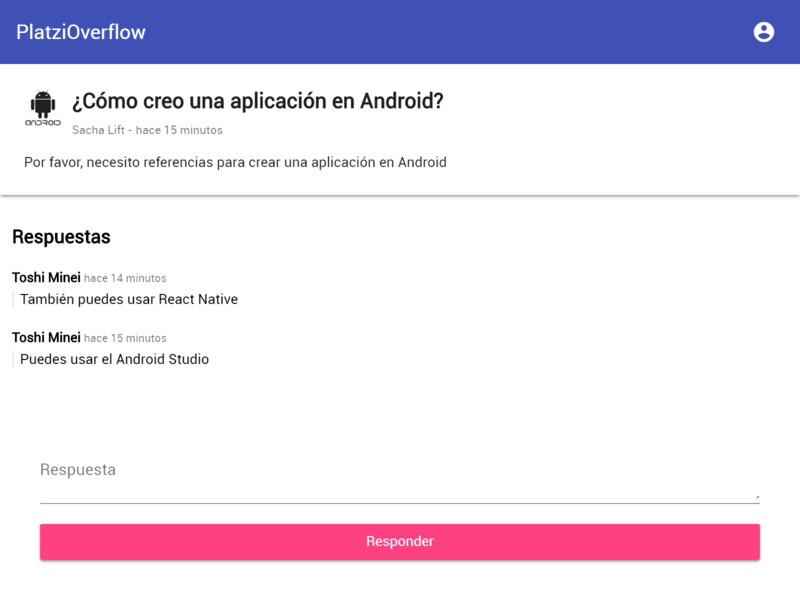 PlatziOverflow
¿Cómo creo una aplicación en Android?
ANDROID
Sacha Lift - hace 15 minutos
Por favor, necesito referencias para crear una aplicación en Android
Respuestas
Toshi Minei hace 14 minutos
También puedes usar React Native
Toshi Minei hace 15 minutos
Puedes usar el Android Studio
Respuesta
Responder